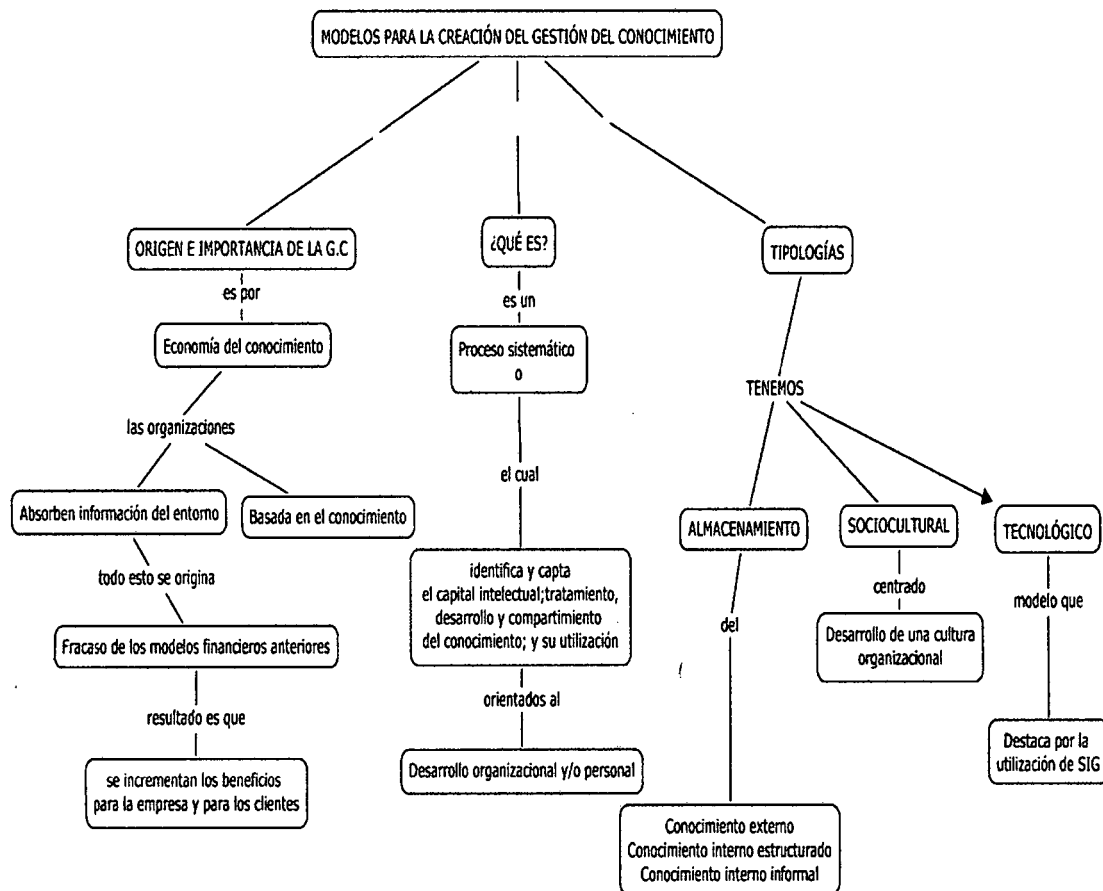 MODELOS PARA LA CREACIÓN DEL GESTIÓN DEL CONOCIMIENTO
ORIGEN E IMPORTANCIA DE LA G.C
es por
Economía del conocimiento
las organizaciones
Absorben información del entorno
Basada en el conocimiento
todo esto se origina
Fracaso de los modelos financieros anteriores
resultado es que
se incrementan los beneficios
para la empresa y para los clientes
¿QUÉ ES?
es un
Proceso sistemático
o
el cual
identifica y capta
el capital intelectual;tratamiento,
desarrollo y compartimiento
del conocimiento; y su utilización
orientados al
Desarrollo organizacional y/o personal
TIPOLOGÍAS
TENEMOS
ALMACENAMIENTO
del
Conocimiento externo
Conocimiento interno estructurado
Conocimiento interno informal
SOCIOCULTURAL
centrado
Desarrollo de una cultura
organizacional
TECNOLÓGICO
modelo que
Destaca por la
utilización de SIG